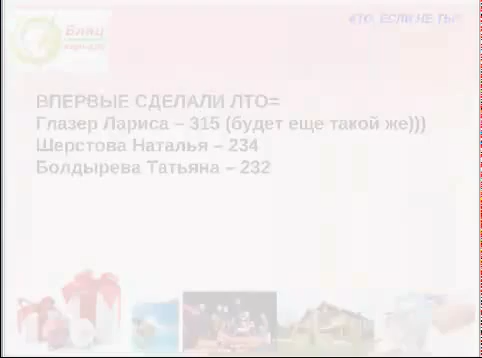 Блиц
КТО, ЕСЛИ НЕ ТЫ?
ВПЕРВЫЕ СДЕЛАЛИ ЛТО=
Глазер Лариса – 315 (будет еще такой же)))
Шерстова Наталья – 234
Болдырева Татьяна – 232